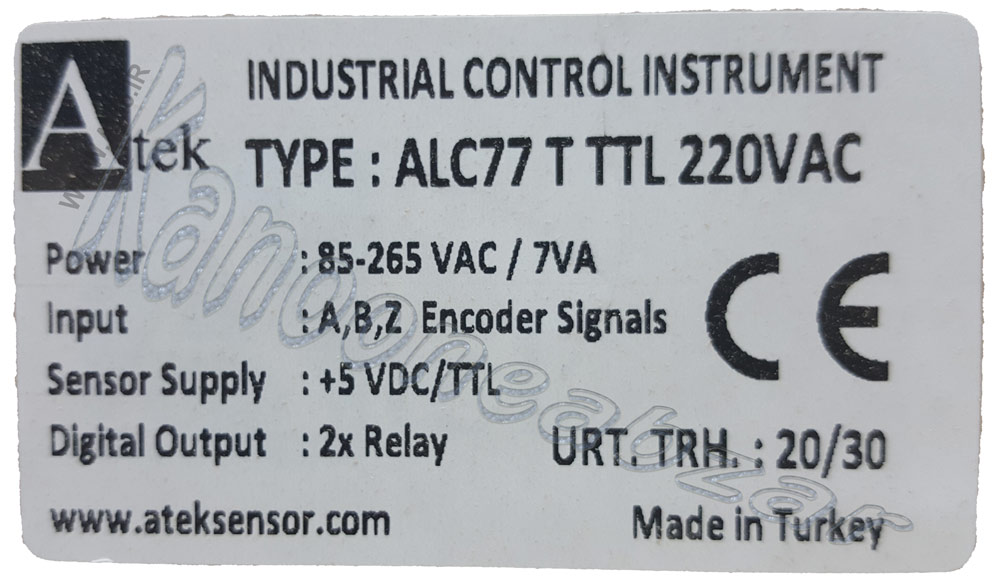 Atek
INDUSTRIAL CONTROL INSTRUMENT
TYPE : ALC77 T TTL 220VAC
Power : 85-265 VAC / 7VA
Input : A,B,Z Encoder Signals
Sensor Supply : +5 VDC/TTL
Digital Output : 2x Relay
CE
URT. TRH. : 20/30
www.ateksensor.com
Made in Turkey
Kanooneabzar